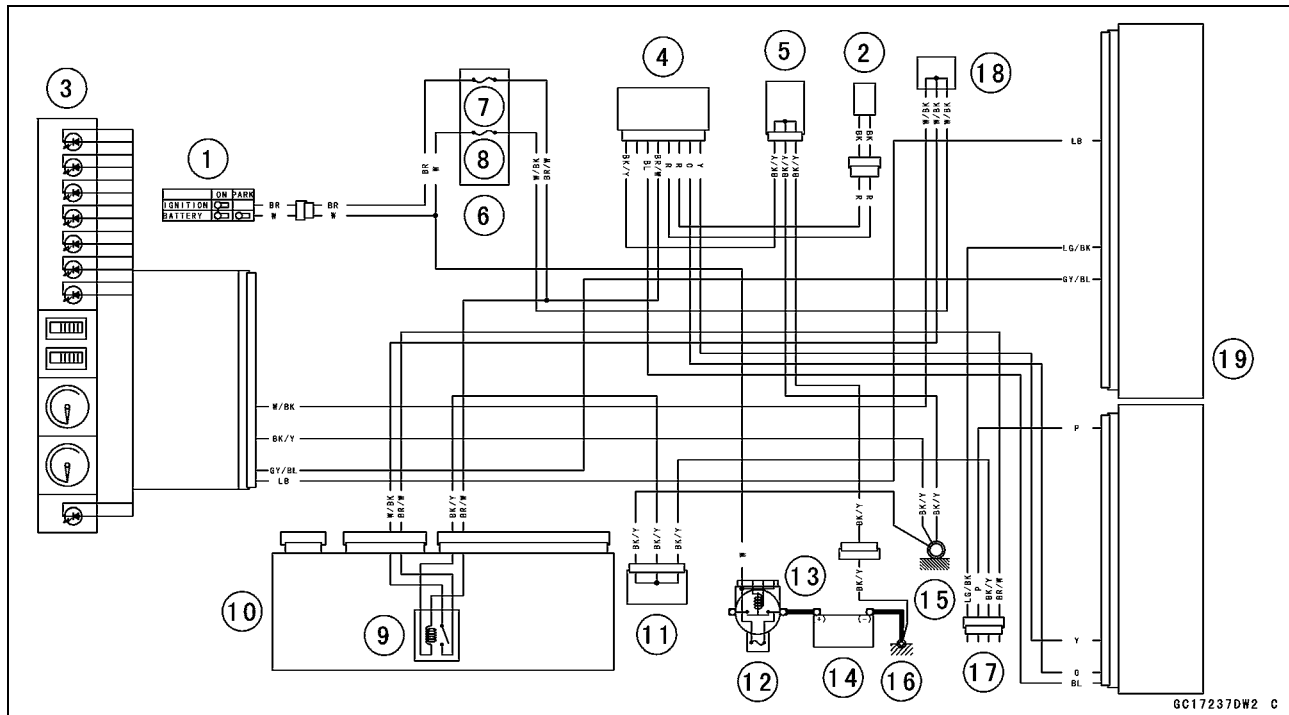 4
5
2
18
3
1
ON PARK
IGNITION
BATTERY
BR
W
BR
W
BR
W
7
8
6
W/BK
BR/W
BK/Y
BL
BR/W
R
R
O
Y
BK/Y
BK/Y
BK/Y
BK
BK
R
R
W/BK
W/BK
W/BK
LB
LG/BK
GY/BL
19
W/BK
BK/Y
GY/BL
LB
W/BK
BR/W
BK/Y
BR/W
BK/Y
BK/Y
BK/Y
W
BK/Y
BK/Y
BK/Y
BK/Y
P
LG/BK
P
BK/Y
BR/W
Y
O
BL
10
9
11
13
(+)
(-)
12
14
15
16
17
GC17237DW2 C